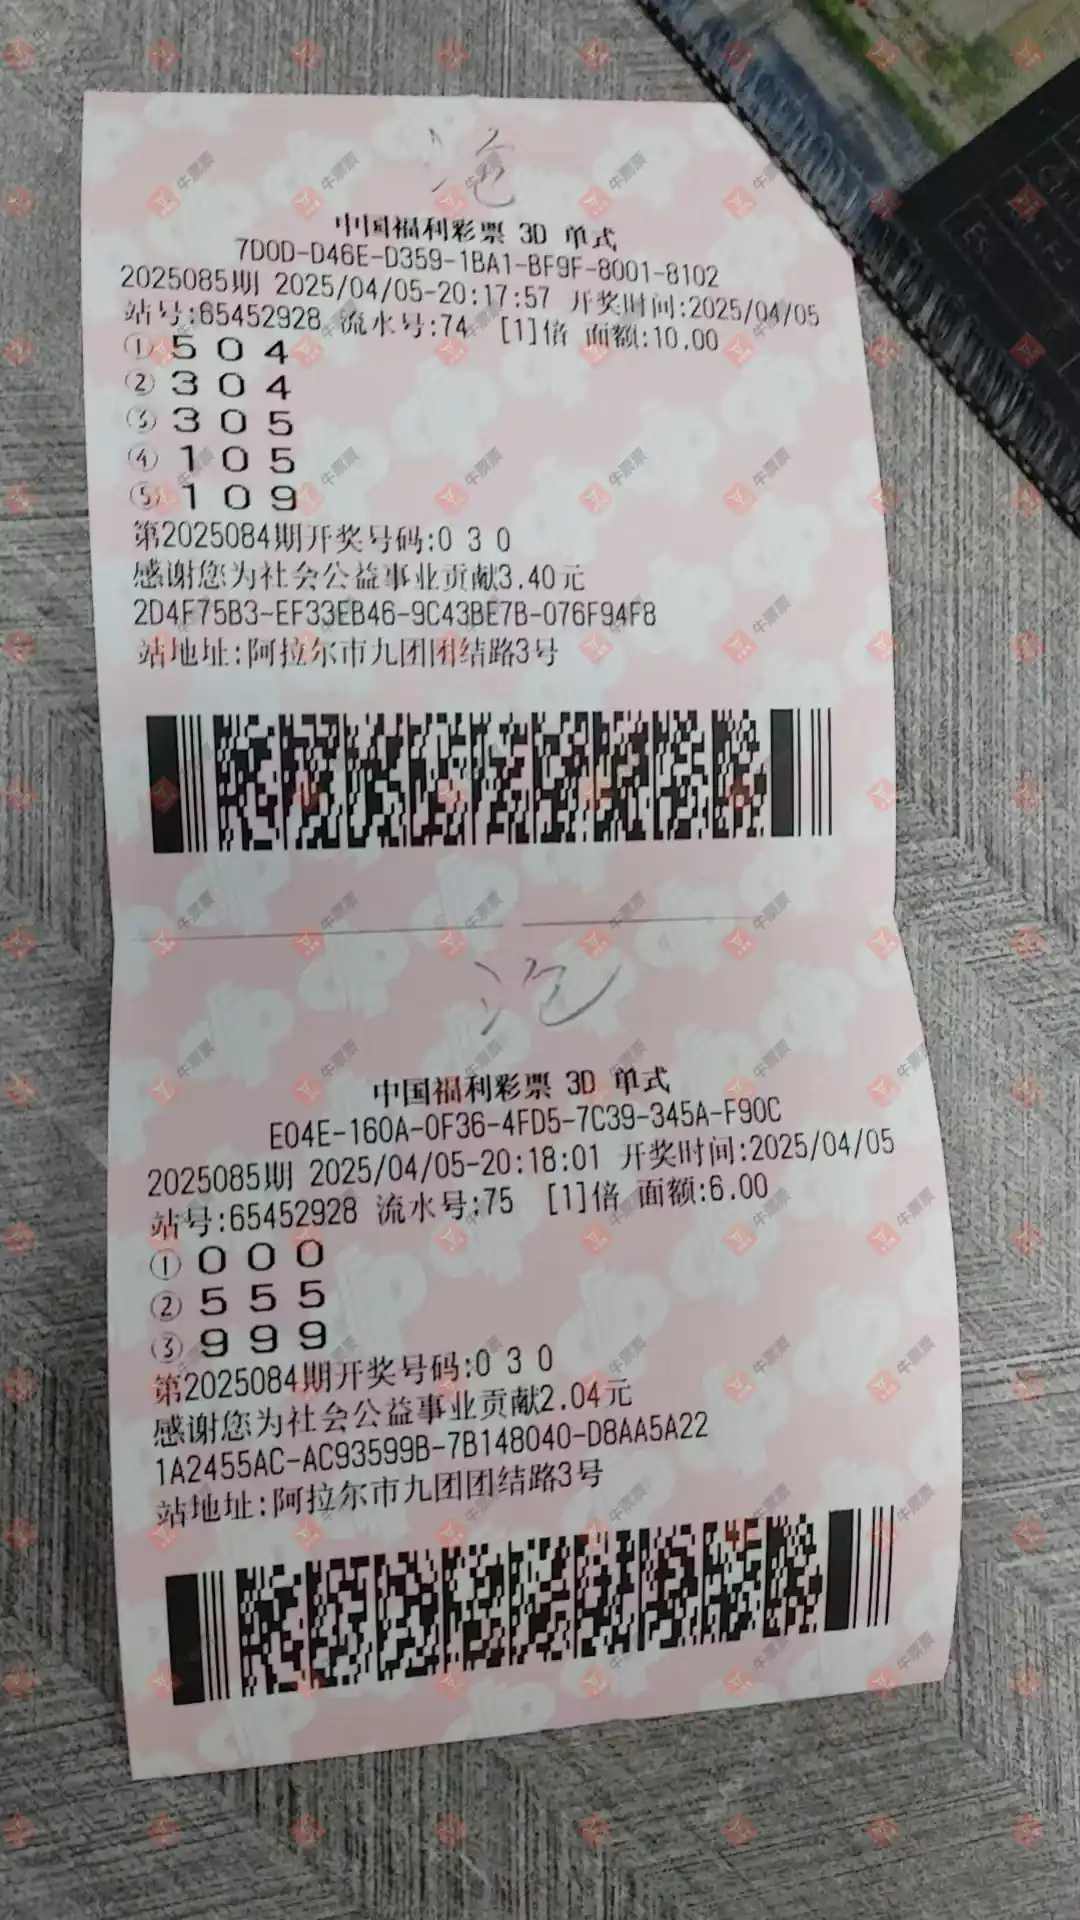 中国福利彩票 3D 单式
7D0D-D46E-D359-1BA1-BF9F-8001-8102
2025085期 2025/04/05-20:17:57 开奖时间:2025/04/05
站号:65452928 流水号:74 [1]倍 面额:10.00
① 5 0 4
② 3 0 4
③ 3 0 5
④ 1 0 5
⑤ 1 0 9
第2025084期开奖号码:0 3 0
感谢您为社会公益事业贡献3.40元
2D4F75B3-EF33EB46-9C43BE7B-076F94F8
站地址:阿拉尔市九团团结路3号
中国福利彩票 3D 单式
E04E-160A-0F36-4FD5-7C39-345A-F90C
2025085期 2025/04/05-20:18:01 开奖时间:2025/04/05
站号:65452928 流水号:75 [1]倍 面额:6.00
① 0 0 0
② 5 5 5
③ 9 9 9
第2025084期开奖号码:0 3 0
感谢您为社会公益事业贡献2.04元
1A2455AC-AC93599B-7B148040-D8AA5A22
站地址:阿拉尔市九团团结路3号
牛票票